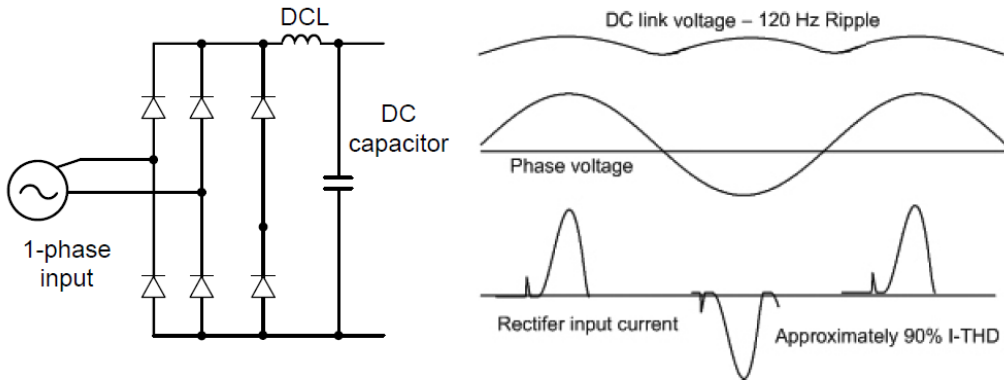 DCL
DC
capacitor
1-phase
input
DC link voltage – 120 Hz Ripple
Phase voltage
Rectifer input current
Approximately 90% I-THD